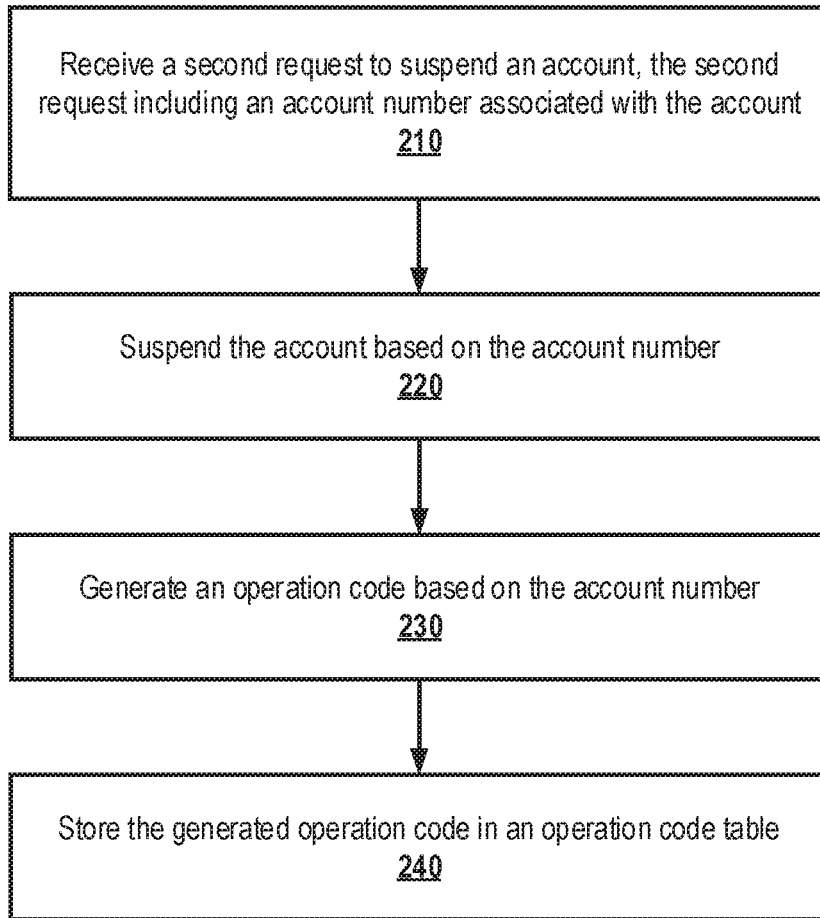 Receive a second request to suspend an account, the second
request including an account number associated with the account
210
Suspend the account based on the account number
220
Generate an operation code based on the account number
230
Store the generated operation code in an operation code table
240